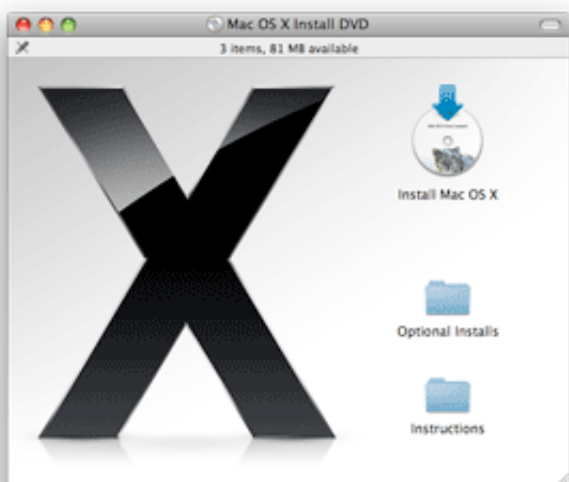 Mac OS X Install DVD
3 items, 81 MB available
X
Install Mac OS X
Optional Installs
Instructions